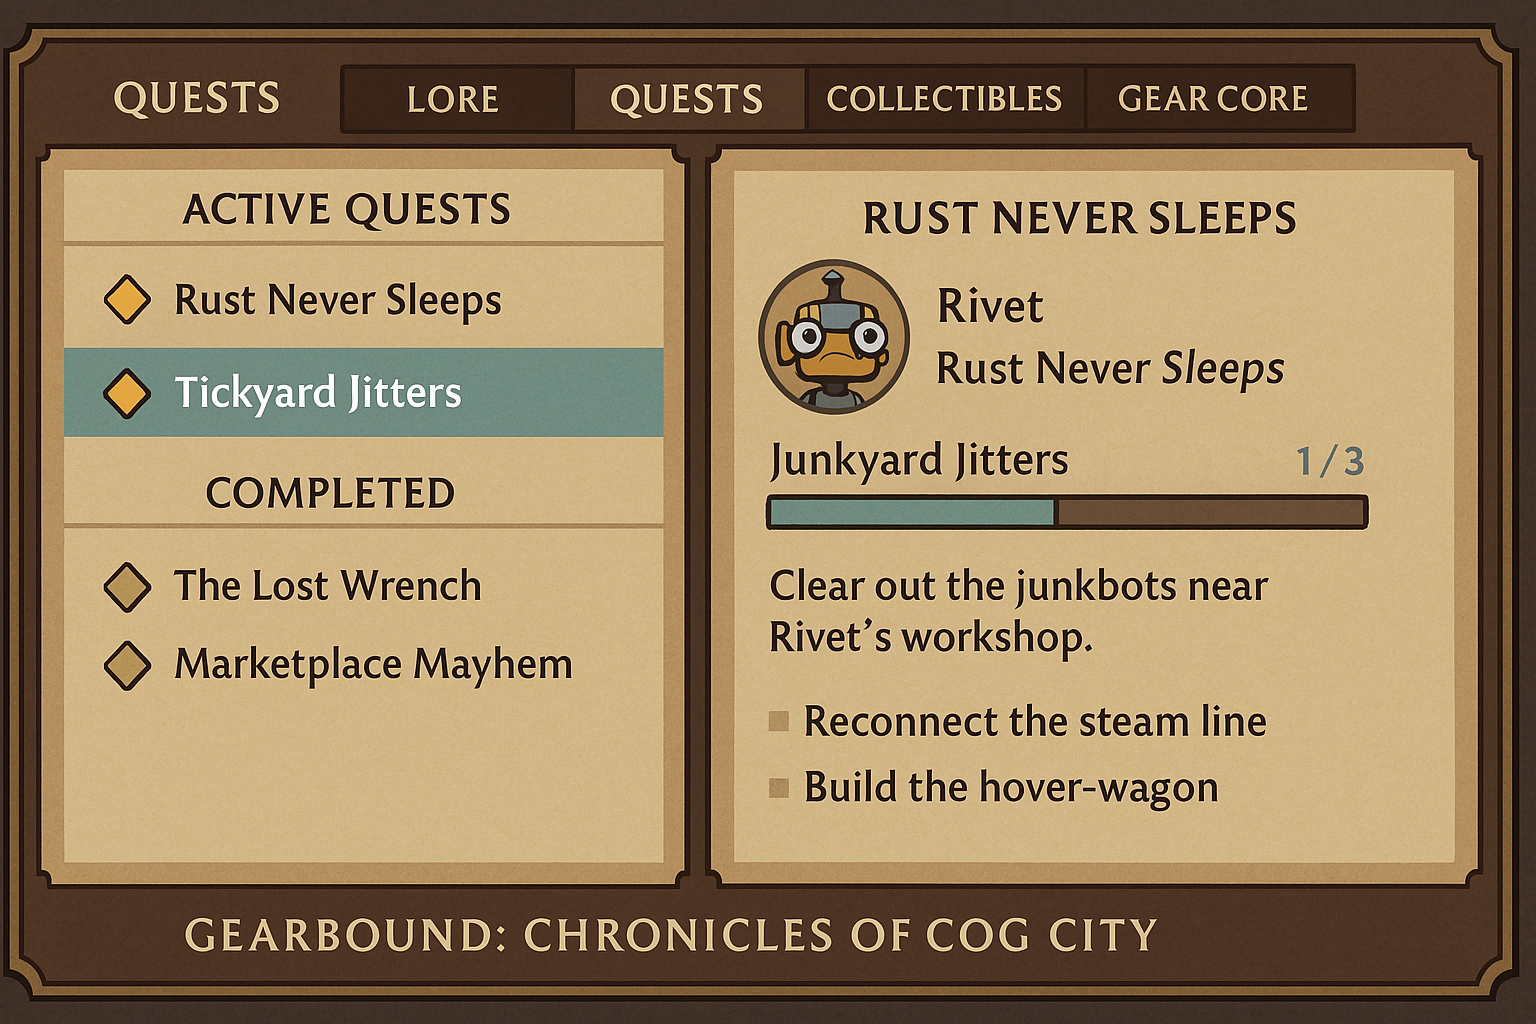 QUESTS
LORE
QUESTS
COLLECTIBLES
GEAR CORE
ACTIVE QUESTS
Rust Never Sleeps
Tickyard Jitters
COMPLETED
The Lost Wrench
Marketplace Mayhem
RUST NEVER SLEEPS
Rivet
Rust Never Sleeps
Junkyard Jitters
1/3
Clear out the junkbots near
Rivet's workshop.
Reconnect the steam line
Build the hover-wagon
GEARBOUND: CHRONICLES OF COG CITY